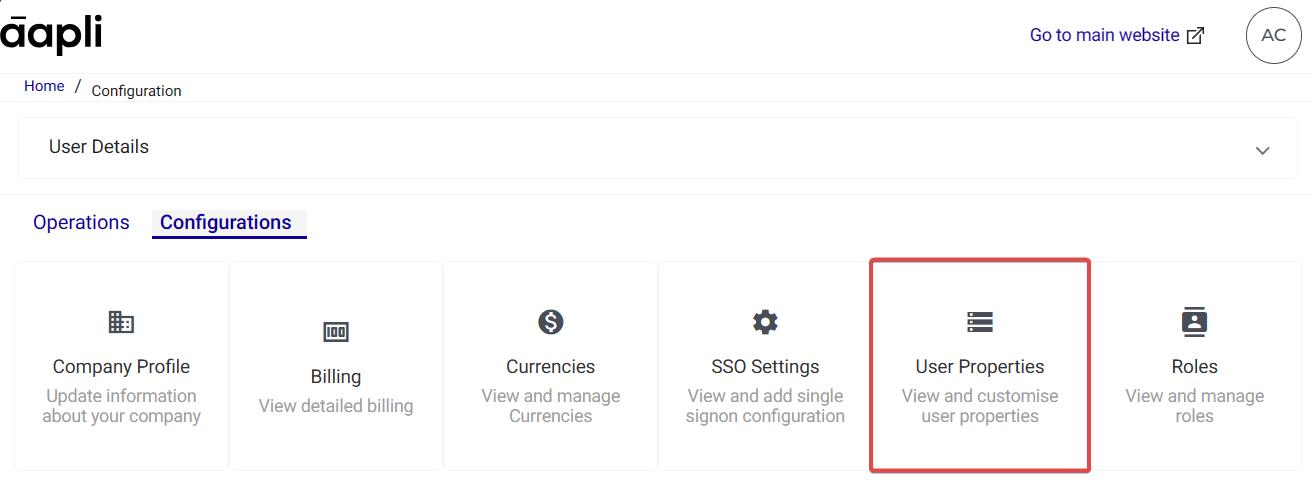 āapli
Go to main website
AC
Home / Configuration
User Details
Operations Configurations
Company Profile
Update information
about your company
Billing
View detailed billing
Currencies
View and manage
Currencies
SSO Settings
View and add single
signon configuration
User Properties
View and customise
user properties
Roles
View and manage
roles